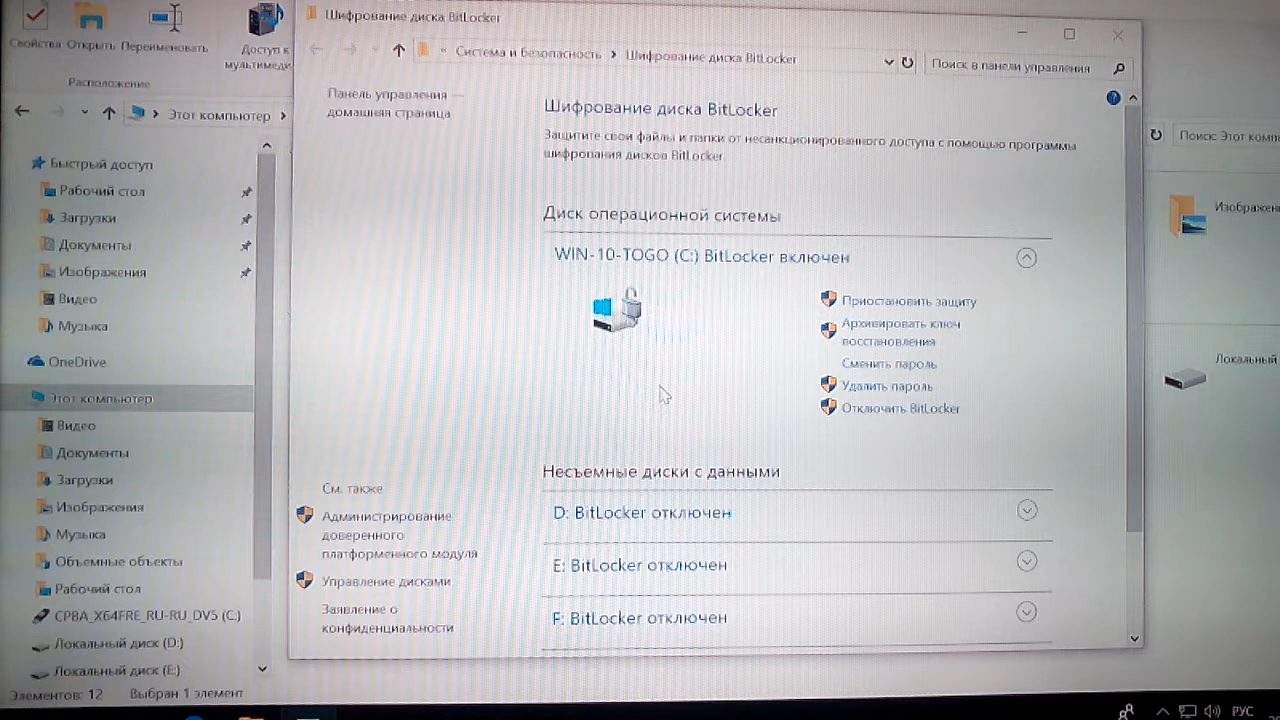 Свойства Открыть Переименовать
Доступ к
мультимеди
Расположение
Этот компьютер
Быстрый доступ
Рабочий стол
Загрузки
Документы
Изображения
Видео
Музыка
OneDrive
Этот компьютер
Видео
Документы
Загрузки
Изображения
Музыка
Объемные объекты
Рабочий стол
CPBA_X64FRE_RU-RU_DV5 (C:)
Локальный диск (D:)
Локальный диск (E:)
Элементов: 12 Выбран 1 элемент
Шифрование диска BitLocker
« Система и безопасность > Шифрование диска BitLocker
Поиск в панели управления
Панель управления —
домашняя страница
Шифрование диска BitLocker
Защитите свои файлы и папки от несанкционированного доступа с помощью программы
шифрования дисков BitLocker.
Диск операционной системы
WIN-10-TOGO (C:) BitLocker включен
Приостановить защиту
Архивировать ключ
восстановления
Сменить пароль
Удалить пароль
Отключить BitLocker
Несъемные диски с данными
D: BitLocker отключен
E: BitLocker отключен
F: BitLocker отключен
См. также
Администрирование
доверенного
платформенного модуля
Управление дисками
Заявление о
конфиденциальности
Поиск: Этот комп
Изображен
Локальный
РУС